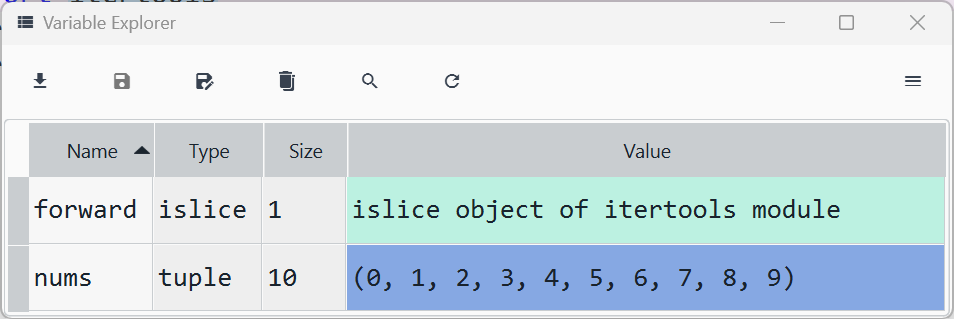 Variable Explorer
Name Type Size Value
forward islice 1 islice object of itertools module
nums tuple 10 (0, 1, 2, 3, 4, 5, 6, 7, 8, 9)